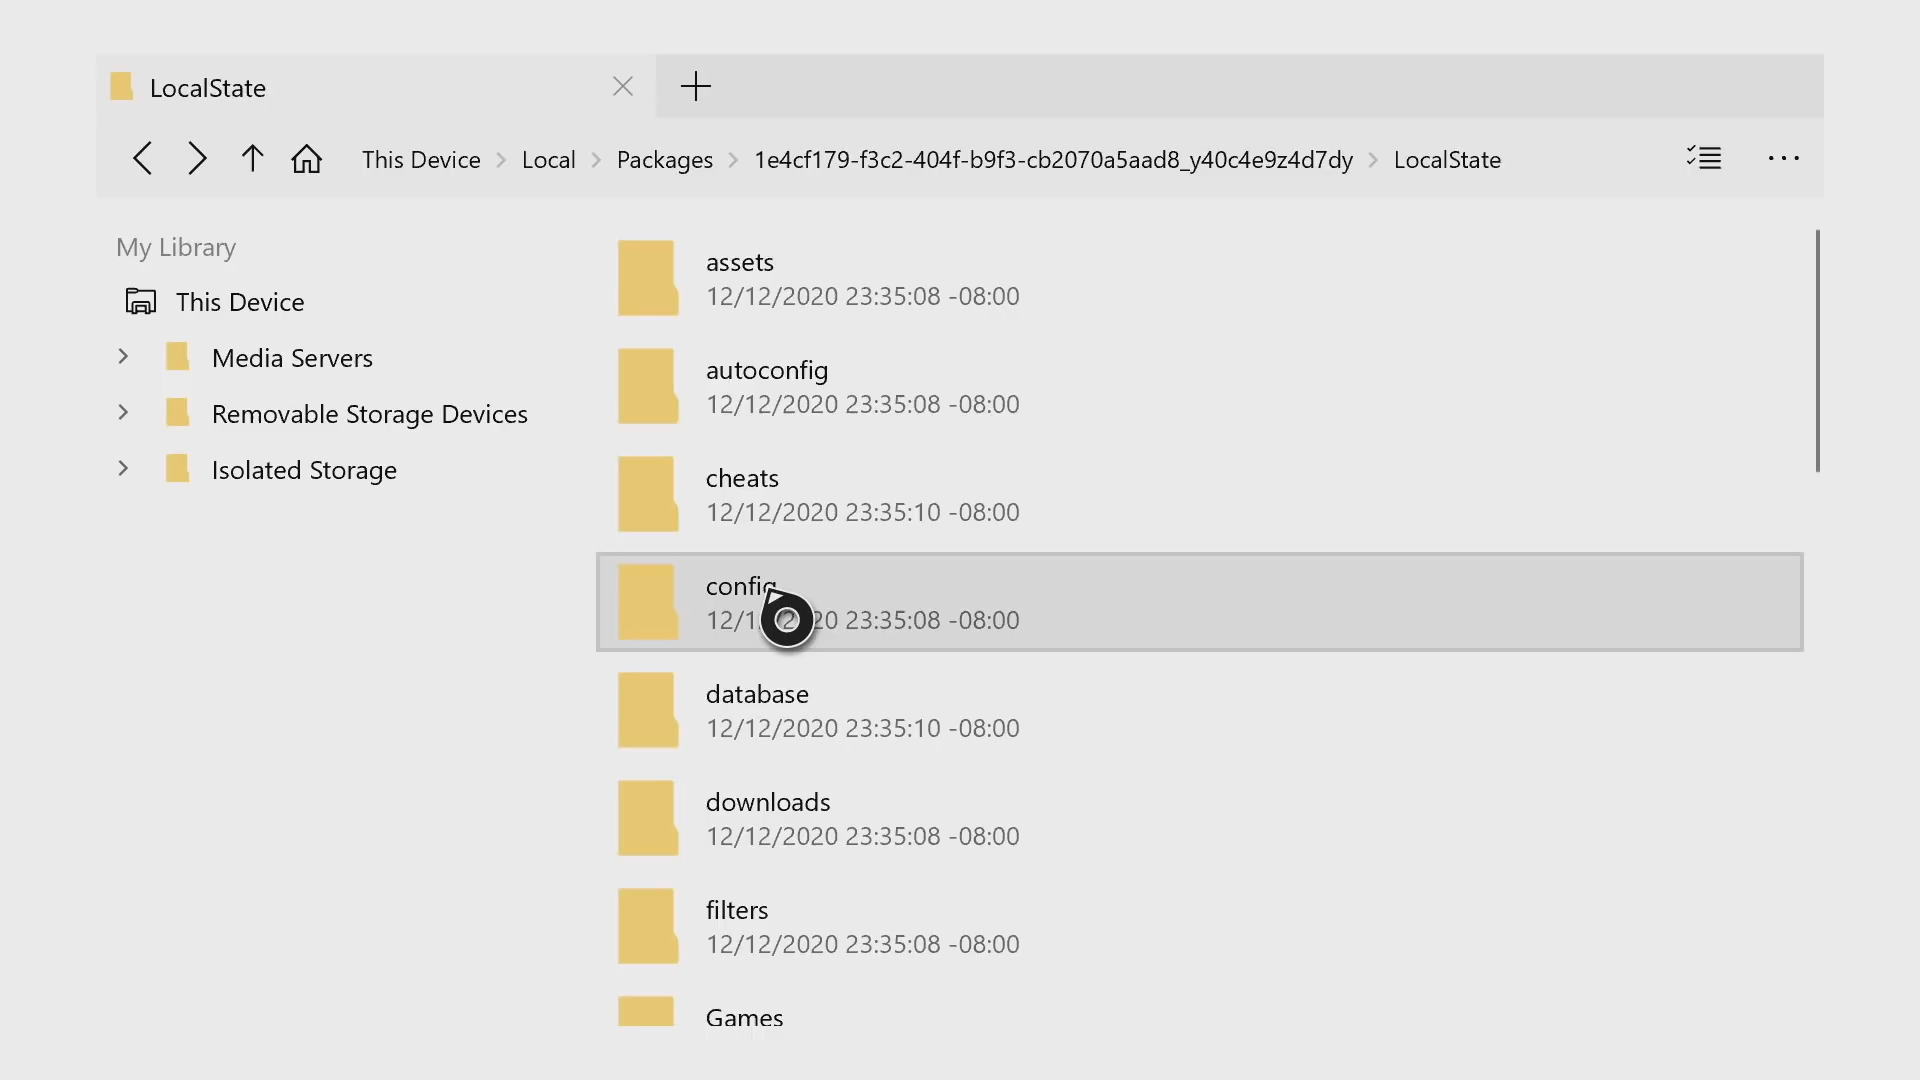 LocalState
This Device
Local
Packages
1e4cf179-f3c2-404f-b9f3-cb2070a5aad8_y40c4e9z4d7dy
LocalState
My Library
This Device
Media Servers
Removable Storage Devices
Isolated Storage
assets
12/12/2020 23:35:08 -08:00
autoconfig
12/12/2020 23:35:08 -08:00
cheats
12/12/2020 23:35:10 -08:00
config
23:35:08 -08:00
database
12/12/2020 23:35:10 -08:00
downloads
12/12/2020 23:35:08 -08:00
filters
12/12/2020 23:35:08 -08:00
Games